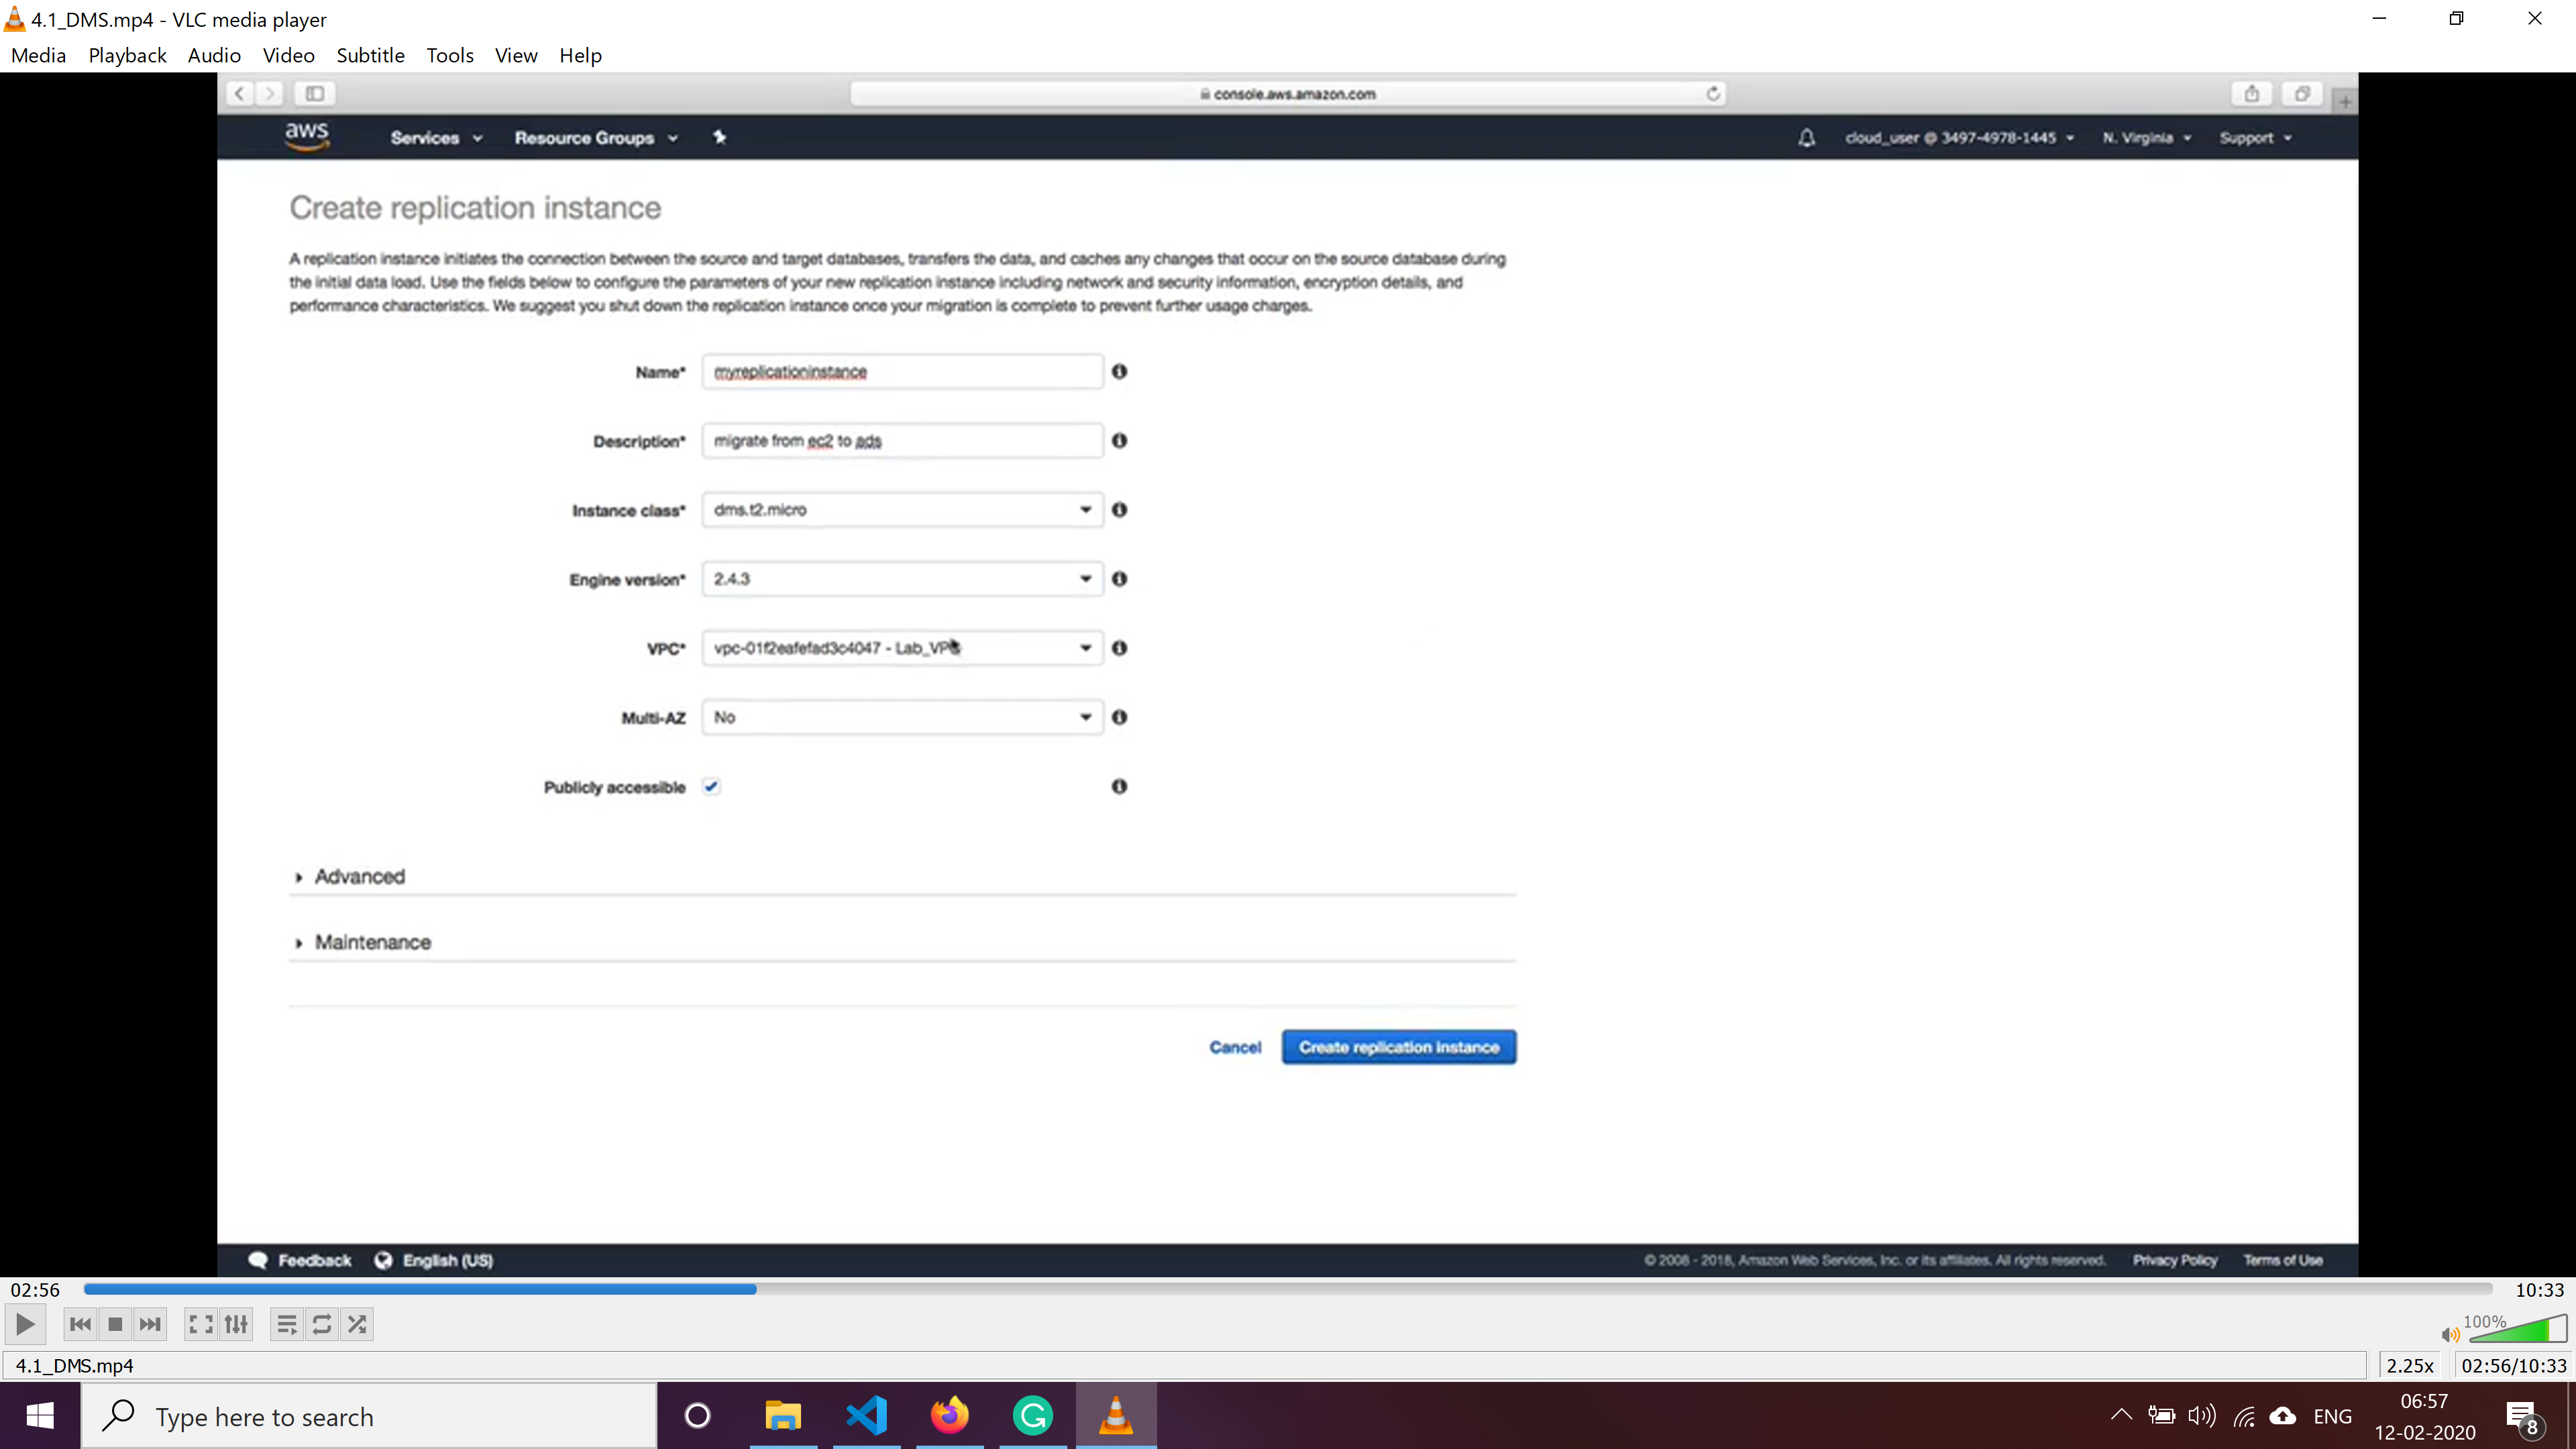 4.1_DMS.mp4 - VLC media player
Media Playback Audio Video Subtitle Tools View Help
console.aws.amazon.com
aws Services Resource Groups cloud_user @ 3497-4978-1445 N. Virginia Support
Create replication instance
A replication instance initiates the connection between the source and target databases, transfers the data, and caches any changes that occur on the source database during
the initial data load. Use the fields below to configure the parameters of your new replication instance including network and security information, encryption details, and
performance characteristics. We suggest you shut down the replication instance once your migration is complete to prevent further usage charges.
Name* myreplicationinstance
Description* migrate from ec2 to ads
Instance class* dms.t2.micro
Engine version* 2.4.3
VPC* vpc-01f2eafefad3c4047 - Lab_VPC
Multi-AZ No
Publicly accessible
Advanced
Maintenance
Cancel Create replication instance
Feedback English (US) © 2008 - 2018, Amazon Web Services, Inc. or its affiliates. All rights reserved. Privacy Policy Terms of Use
02:56 10:33
100%
4.1_DMS.mp4 2.25x 02:56/10:33
Type here to search
ENG
06:57
12-02-2020
8